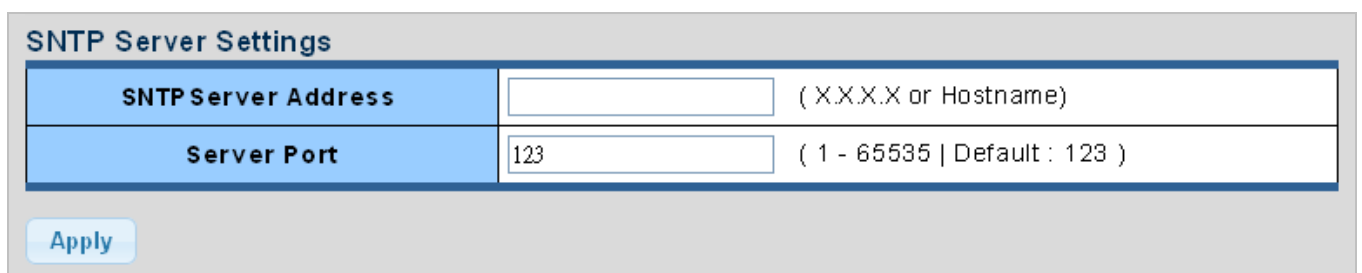 SNTP Server Settings
SNTP Server Address ( X.X.X.X or Hostname)
Server Port 123 ( 1 - 65535 | Default : 123 )
Apply